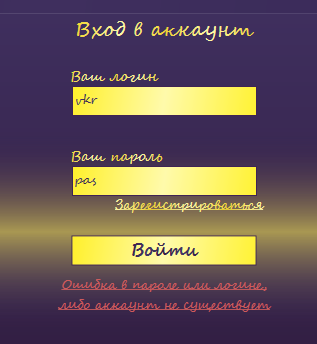 Вход в аккаунт
Ваш логин
vkr
Ваш пароль
pas
Зарегистрироваться
Войти
Ошибка в пароле или логине,
либо аккаунт не существует